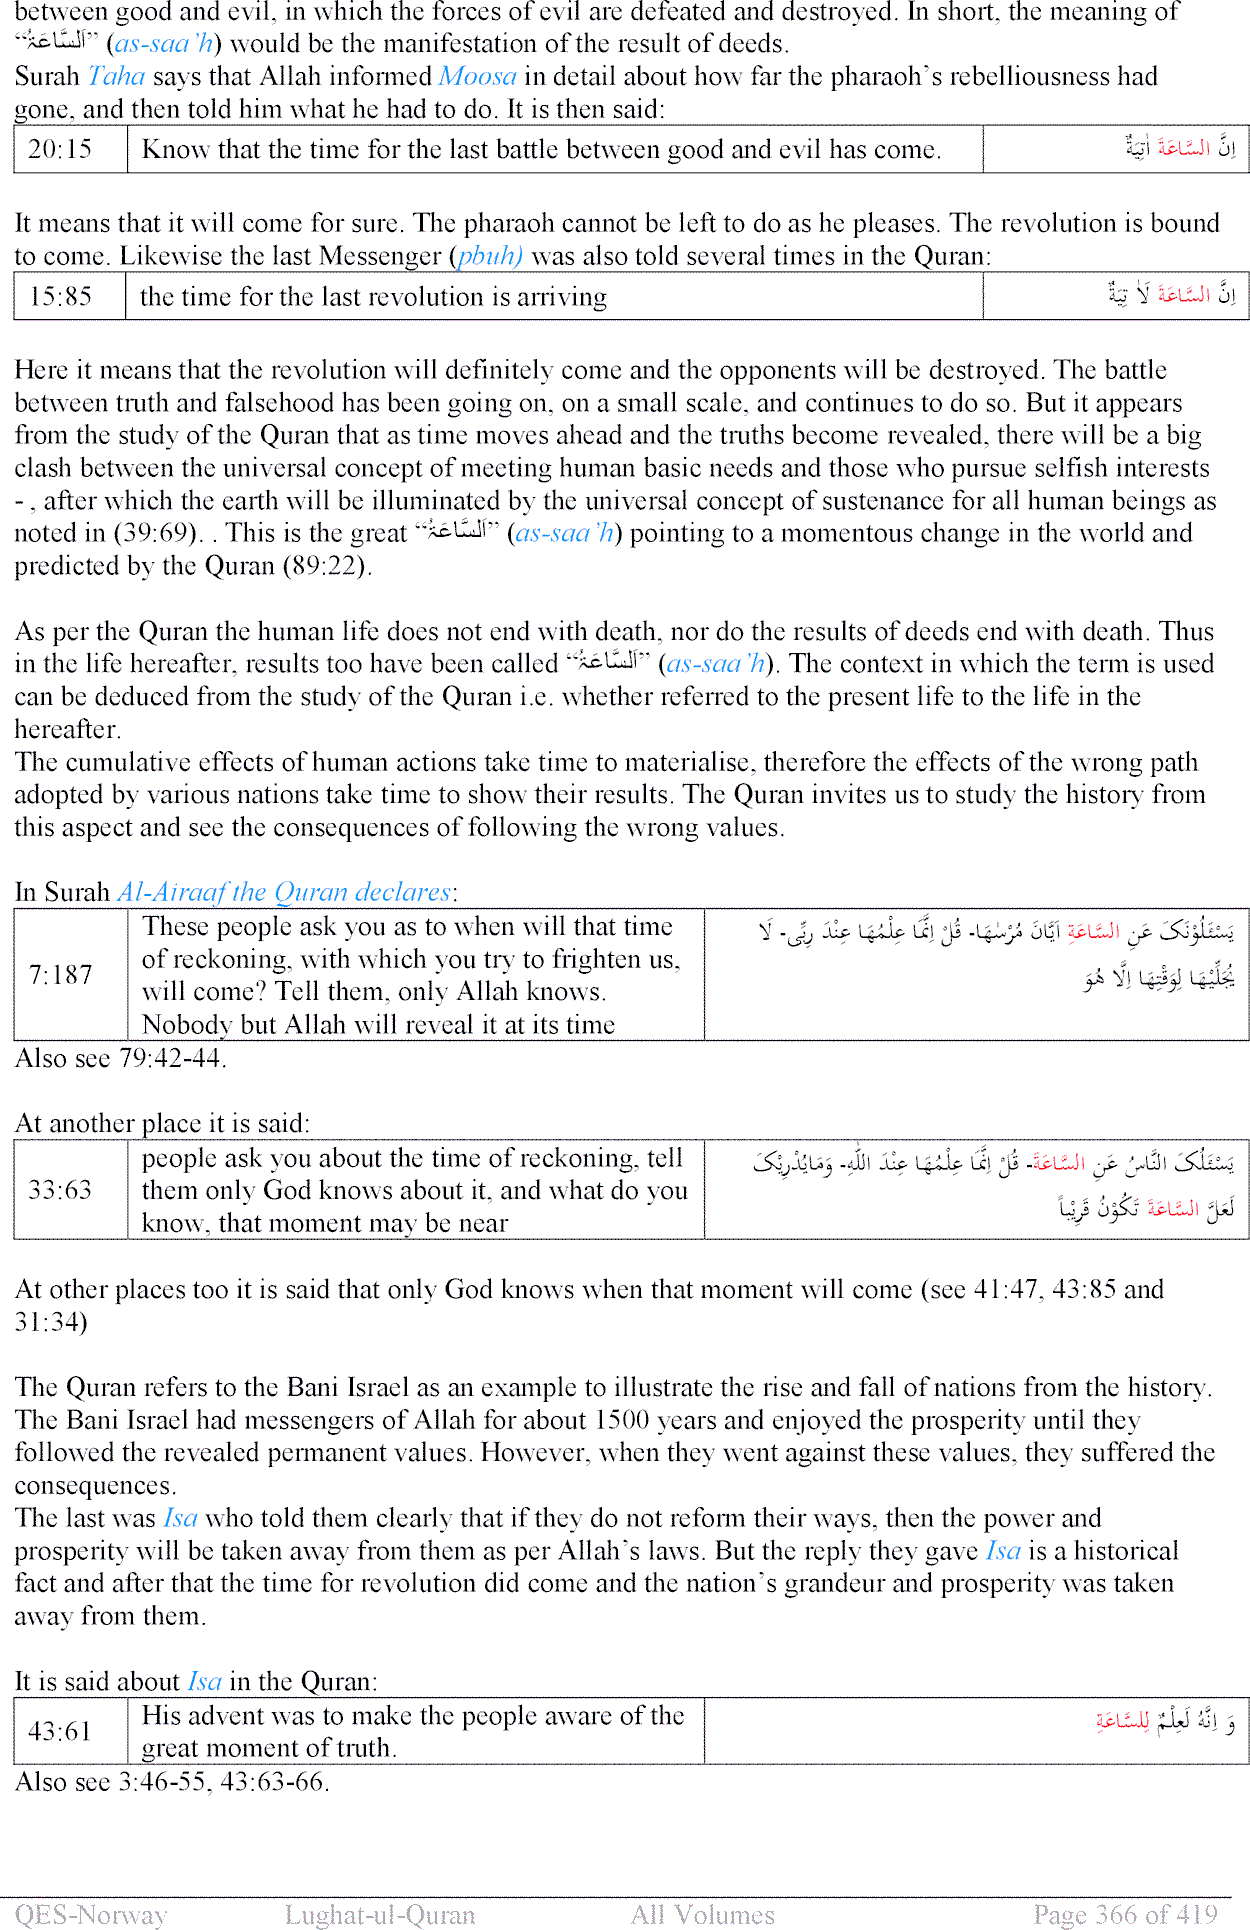 between good and evil, in which the forces of evil are defeated and destroyed. In short, the meaning of
“اَلسَّاعَۃُ” (as-saa’h) would be the manifestation of the result of deeds.
Surah Taha says that Allah informed Moosa in detail about how far the pharaoh’s rebelliousness had
gone, and then told him what he had to do. It is then said:
20:15 Know that the time for the last battle between good and evil has come. اِنَّ السَّاعَةَ اٰتِيَةٌ
It means that it will come for sure. The pharaoh cannot be left to do as he pleases. The revolution is bound
to come. Likewise the last Messenger (pbuh) was also told several times in the Quran:
15:85 the time for the last revolution is arriving اِنَّ السَّاعَةَ لَاٰ تِيَةٌ
Here it means that the revolution will definitely come and the opponents will be destroyed. The battle
between truth and falsehood has been going on, on a small scale, and continues to do so. But it appears
from the study of the Quran that as time moves ahead and the truths become revealed, there will be a big
clash between the universal concept of meeting human basic needs and those who pursue selfish interests
- , after which the earth will be illuminated by the universal concept of sustenance for all human beings as
noted in (39:69). . This is the great “اَلسَّاعَۃُ” (as-saa’h) pointing to a momentous change in the world and
predicted by the Quran (89:22).
As per the Quran the human life does not end with death, nor do the results of deeds end with death. Thus
in the life hereafter, results too have been called “اَلسَّاعَۃُ” (as-saa’h). The context in which the term is used
can be deduced from the study of the Quran i.e. whether referred to the present life to the life in the
hereafter.
The cumulative effects of human actions take time to materialise, therefore the effects of the wrong path
adopted by various nations take time to show their results. The Quran invites us to study the history from
this aspect and see the consequences of following the wrong values.
In Surah Al-Airaaf the Quran declares:
7:187 These people ask you as to when will that time
of reckoning, with which you try to frighten us,
will come? Tell them, only Allah knows.
Nobody but Allah will reveal it at its time
يَسْئَلُوْنَکَ عَنِ السَّاعَةِ اَيَّانَ مُرْسٰهَا- قُلْ اِنَّمَا عِلْمُهَا عِنْدَ رَبِّی- لَا
يُجَلِّيْهَا لِوَقْتِهَا اِلَّا هُوَ
Also see 79:42-44.
At another place it is said:
33:63 people ask you about the time of reckoning, tell
them only God knows about it, and what do you
know, that moment may be near
يَسْئَلُکَ النَّاسُ عَنِ السَّاعَةَ- قُلْ اِنَّمَا عِلْمُهَا عِنْدَ اللّٰهِ- وَمَايُدْرِيْکَ
لَعَلَّ السَّاعَةَ تَکُوْنُ قَرِيْباً
At other places too it is said that only God knows when that moment will come (see 41:47, 43:85 and
31:34)
The Quran refers to the Bani Israel as an example to illustrate the rise and fall of nations from the history.
The Bani Israel had messengers of Allah for about 1500 years and enjoyed the prosperity until they
followed the revealed permanent values. However, when they went against these values, they suffered the
consequences.
The last was Isa who told them clearly that if they do not reform their ways, then the power and
prosperity will be taken away from them as per Allah’s laws. But the reply they gave Isa is a historical
fact and after that the time for revolution did come and the nation’s grandeur and prosperity was taken
away from them.
It is said about Isa in the Quran:
43:61 His advent was to make the people aware of the
great moment of truth.
وَ اِنَّهُ لَعِلْمٌ لِلسَّاعَةِ
Also see 3:46-55, 43:63-66.
QES-Norway Lughat-ul-Quran All Volumes Page 366 of 419